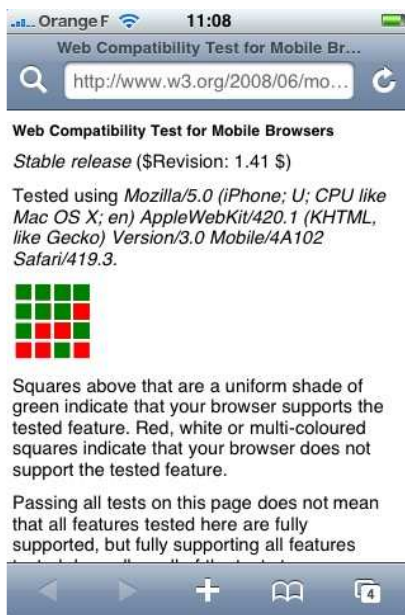 Orange F 11:08
Web Compatibility Test for Mobile Br...
http://www.w3.org/2008/06/mo...
Web Compatibility Test for Mobile Browsers
Stable release ($Revision: 1.41 $)
Tested using Mozilla/5.0 (iPhone; U; CPU like
Mac OS X; en) AppleWebKit/420.1 (KHTML,
like Gecko) Version/3.0 Mobile/4A102
Safari/419.3.
Squares above that are a uniform shade of
green indicate that your browser supports the
tested feature. Red, white or multi-coloured
squares indicate that your browser does not
support the tested feature.
Passing all tests on this page does not mean
that all features tested here are fully
supported, but fully supporting all features
4